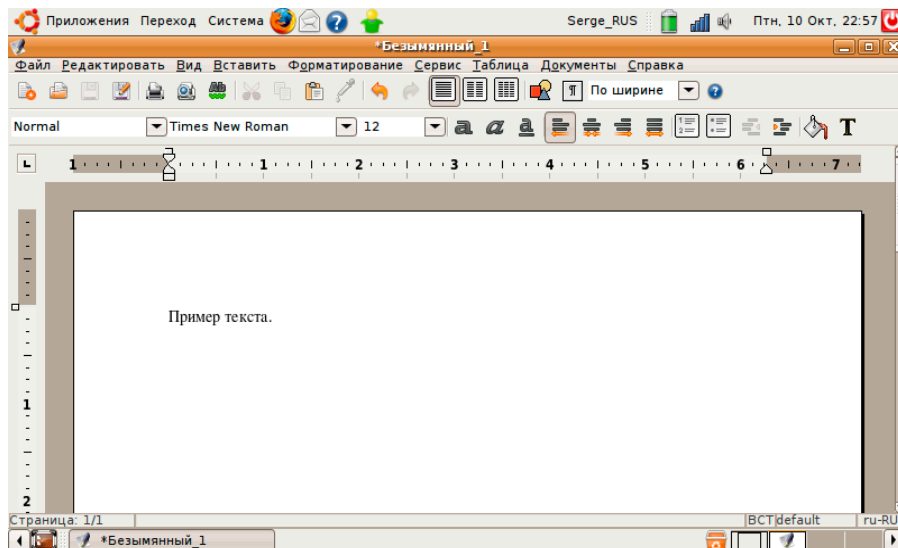 Приложения Переход Система Serge_RUS Птн, 10 Окт, 22:57
*Безымянный_1
Файл Редактировать Вид Вставить Форматирование Сервис Таблица Документы Справка
¶ По ширине
Normal Times New Roman 12 a a a T
L 1 1 2 3 4 5 6 7
Пример текста.
1
2
Страница: 1/1 ВСТ default ru-RU
*Безымянный_1